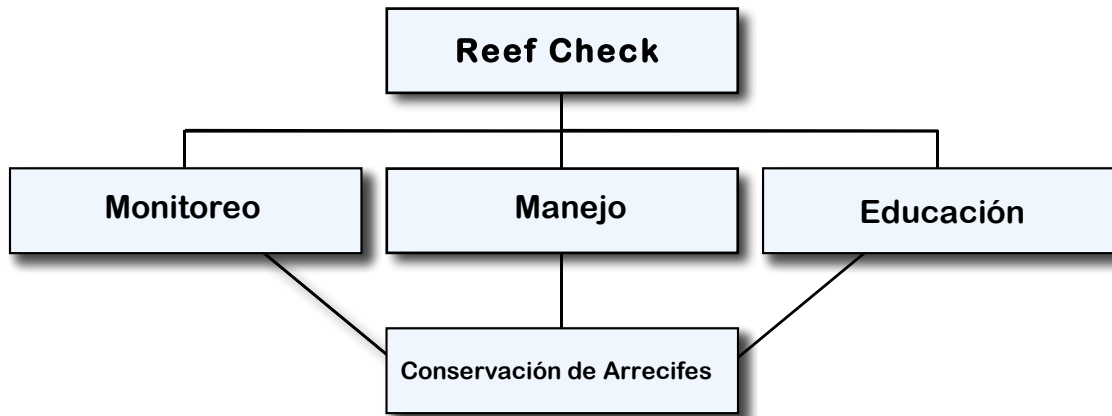 Reef Check
Monitoreo
Manejo
Educación
Conservación de Arrecifes